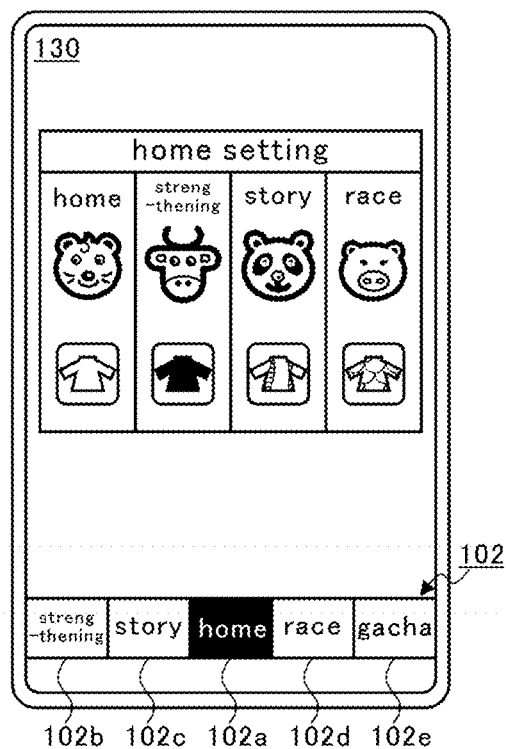 130
home setting
home
streng
-thening
story
race
102
streng
-thening
story
home
race
gacha
102b
102c
102a
102d
102e